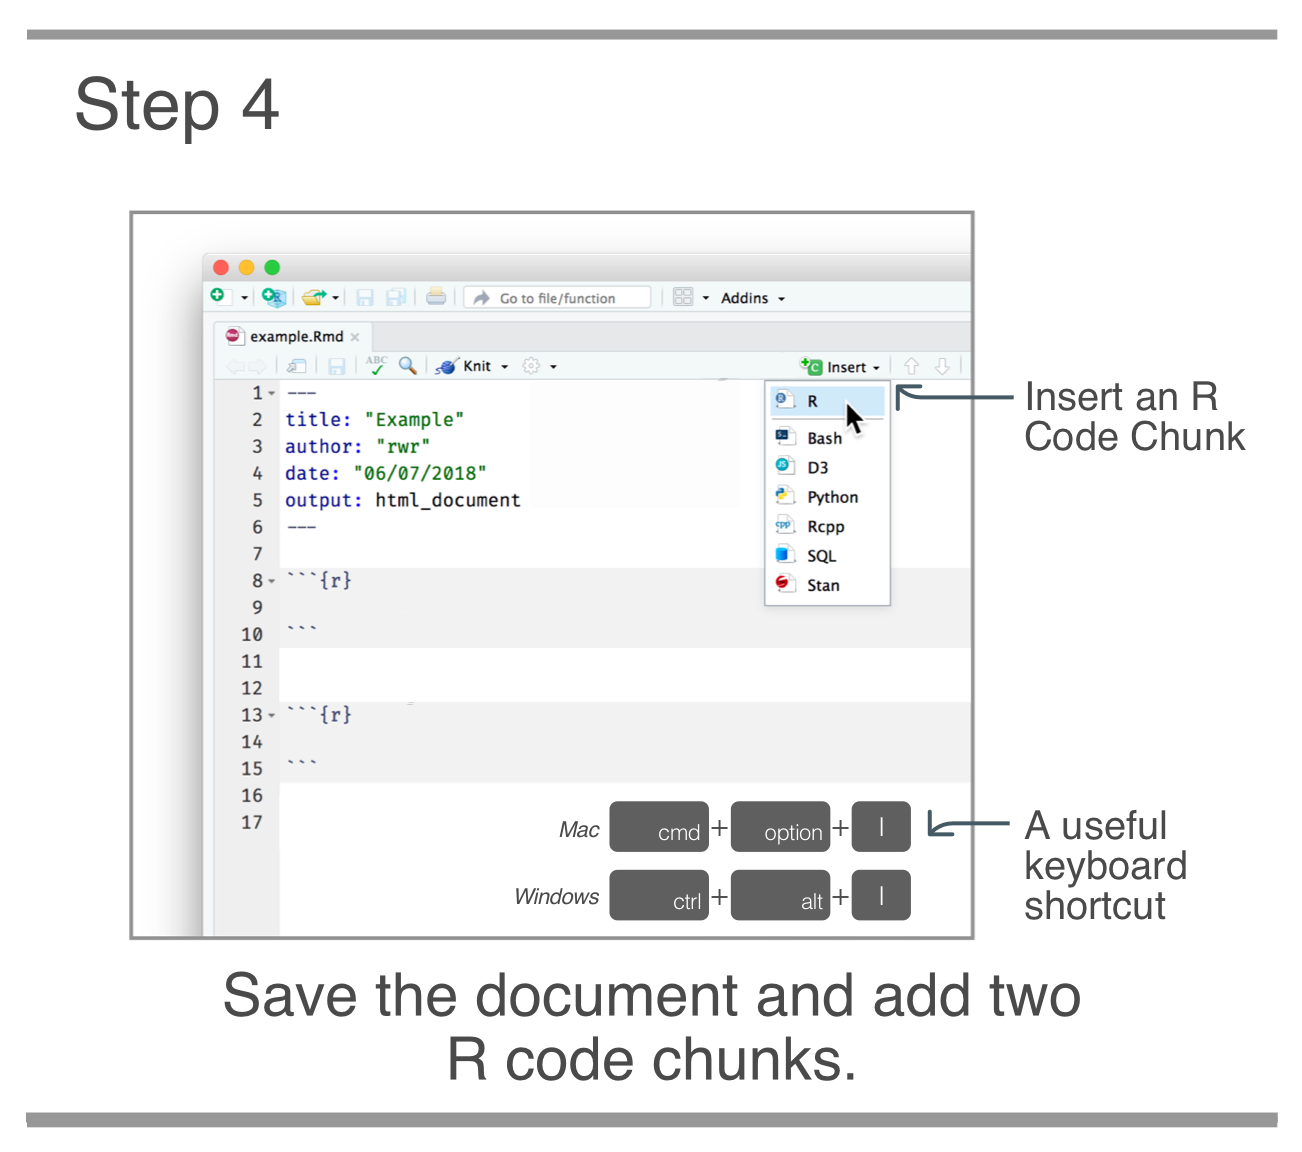 Step 4
Go to file/function
Addins
example.Rmd
ABC
Knit
Insert
1 ---
2 title: "Example"
3 author: "rwr"
4 date: "06/07/2018"
5 output: html_document
6 ---
7
8 ```{r}
9
10 ```
11
12
13 ```{r}
14
15 ```
16
17
R
Bash
D3
Python
Rcpp
SQL
Stan
Insert an R
Code Chunk
Mac cmd + option + I
Windows ctrl + alt + I
A useful
keyboard
shortcut
Save the document and add two
R code chunks.